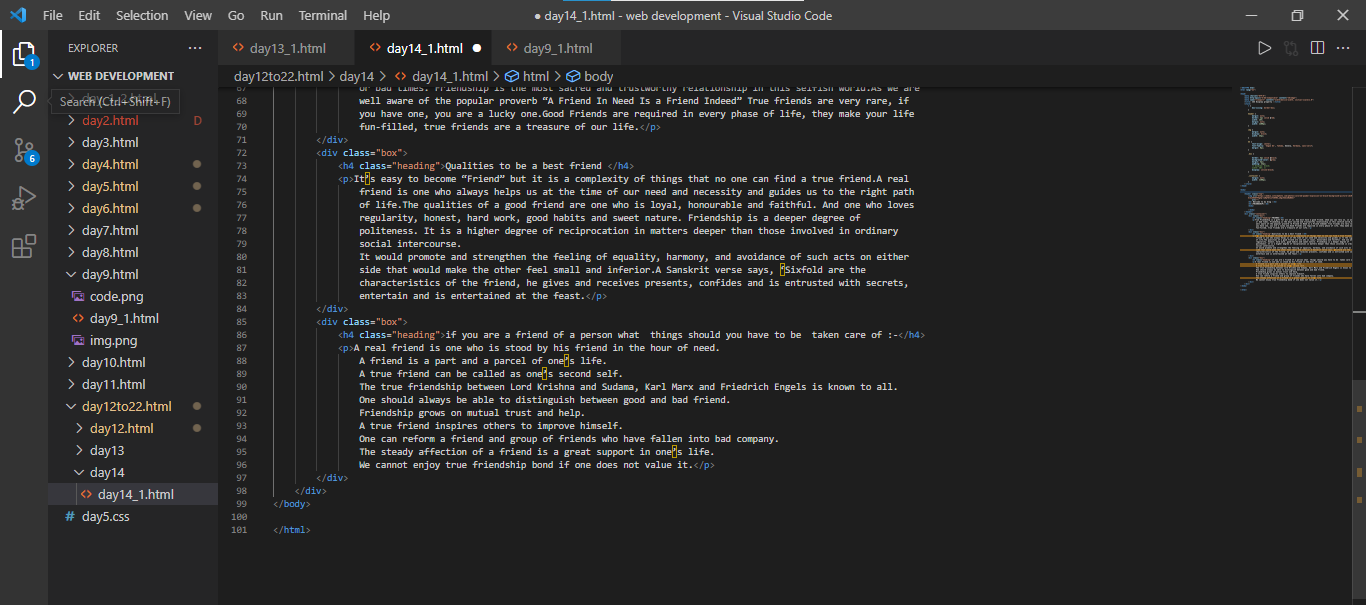 File Edit Selection View Go Run Terminal Help
● day14_1.html - web development - Visual Studio Code
EXPLORER
day13_1.html
day14_1.html
day9_1.html
WEB DEVELOPMENT
day12to22.html > day14 > day14_1.html > html > body
Search (Ctrl+Shift+F)
day2.html D
day3.html
day4.html
day5.html
day6.html
day7.html
day8.html
day9.html
code.png
day9_1.html
img.png
day10.html
day11.html
day12to22.html
day12.html
day13
day14
day14_1.html
day5.css
1
6
67 or bad times. Friendship is the most sacred and trustworthy relationship in this selfish world.As we are
68 well aware of the popular proverb “A Friend In Need Is a Friend Indeed” True friends are very rare, if
69 you have one, you are a lucky one.Good Friends are required in every phase of life, they make your life
70 fun-filled, true friends are a treasure of our life.</p>
71 </div>
72 <div class="box">
73 <h4 class="heading">Qualities to be a best friend </h4>
74 <p>It’s easy to become “Friend” but it is a complexity of things that no one can find a true friend.A real
75 friend is one who always helps us at the time of our need and necessity and guides us to the right path
76 of life.The qualities of a good friend are one who is loyal, honourable and faithful. And one who loves
77 regularity, honest, hard work, good habits and sweet nature. Friendship is a deeper degree of
78 politeness. It is a higher degree of reciprocation in matters deeper than those involved in ordinary
79 social intercourse.
80 It would promote and strengthen the feeling of equality, harmony, and avoidance of such acts on either
81 side that would make the other feel small and inferior.A Sanskrit verse says, ‘Sixfold are the
82 characteristics of the friend, he gives and receives presents, confides and is entrusted with secrets,
83 entertain and is entertained at the feast.</p>
84 </div>
85 <div class="box">
86 <h4 class="heading">if you are a friend of a person what  things should you have to be  taken care of :-</h4>
87 <p>A real friend is one who is stood by his friend in the hour of need.
88 A friend is a part and a parcel of one’s life.
89 A true friend can be called as one’s second self.
90 The true friendship between Lord Krishna and Sudama, Karl Marx and Friedrich Engels is known to all.
91 One should always be able to distinguish between good and bad friend.
92 Friendship grows on mutual trust and help.
93 A true friend inspires others to improve himself.
94 One can reform a friend and group of friends who have fallen into bad company.
95 The steady affection of a friend is a great support in one’s life.
96 We cannot enjoy true friendship bond if one does not value it.</p>
97 </div>
98 </div>
99 </body>
100
101 </html>